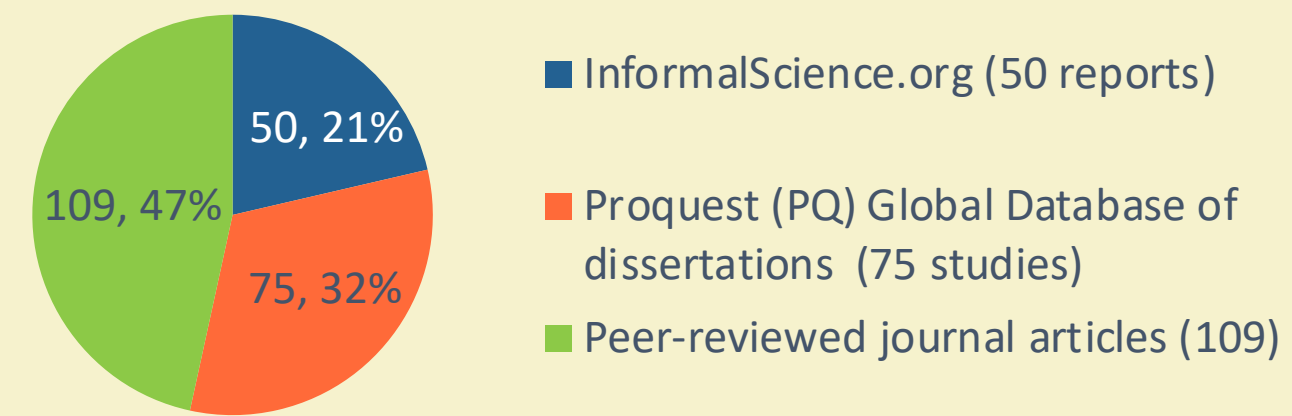 50, 21%
109, 47%
75, 32%
InformalScience.org (50 reports)
Proquest (PQ) Global Database of
dissertations  (75 studies)
Peer-reviewed journal articles (109)